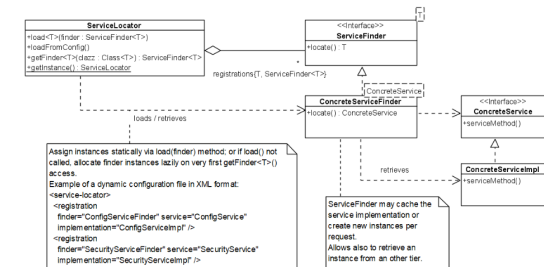 ServiceLocator
+load<T>(finder : ServiceFinder<T>)
+loadFromConfig()
+getFinder<T>(clazz : Class<T>) : ServiceFinder<T>
+getInstance() : ServiceLocator
T
<<Interface>>
ServiceFinder
+locate() : T
*
registrations{T, ServiceFinder<T>}
ConcreteService
ConcreteServiceFinder
+locate() : ConcreteService
<<Interface>>
ConcreteService
+serviceMethod()
loads / retrieves
retrieves
ConcreteServiceImpl
+serviceMethod()
Assign instances statically via load(finder) method; or if load() not
called, allocate finder instances lazily on very first getFinder<T>()
access.
Example of a dynamic configuration file in XML format:
<service-locator>
<registration
finder="ConfigServiceFinder" service="ConfigService"
implementation="ConfigServiceImpl" />
<registration
finder="SecurityServiceFinder" service="SecurityService"
implementation="SecurityServiceImpl" />
ServiceFinder may cache the
service implementation or
create new instances per
request.
Allows also to retrieve an
instance from an other tier.